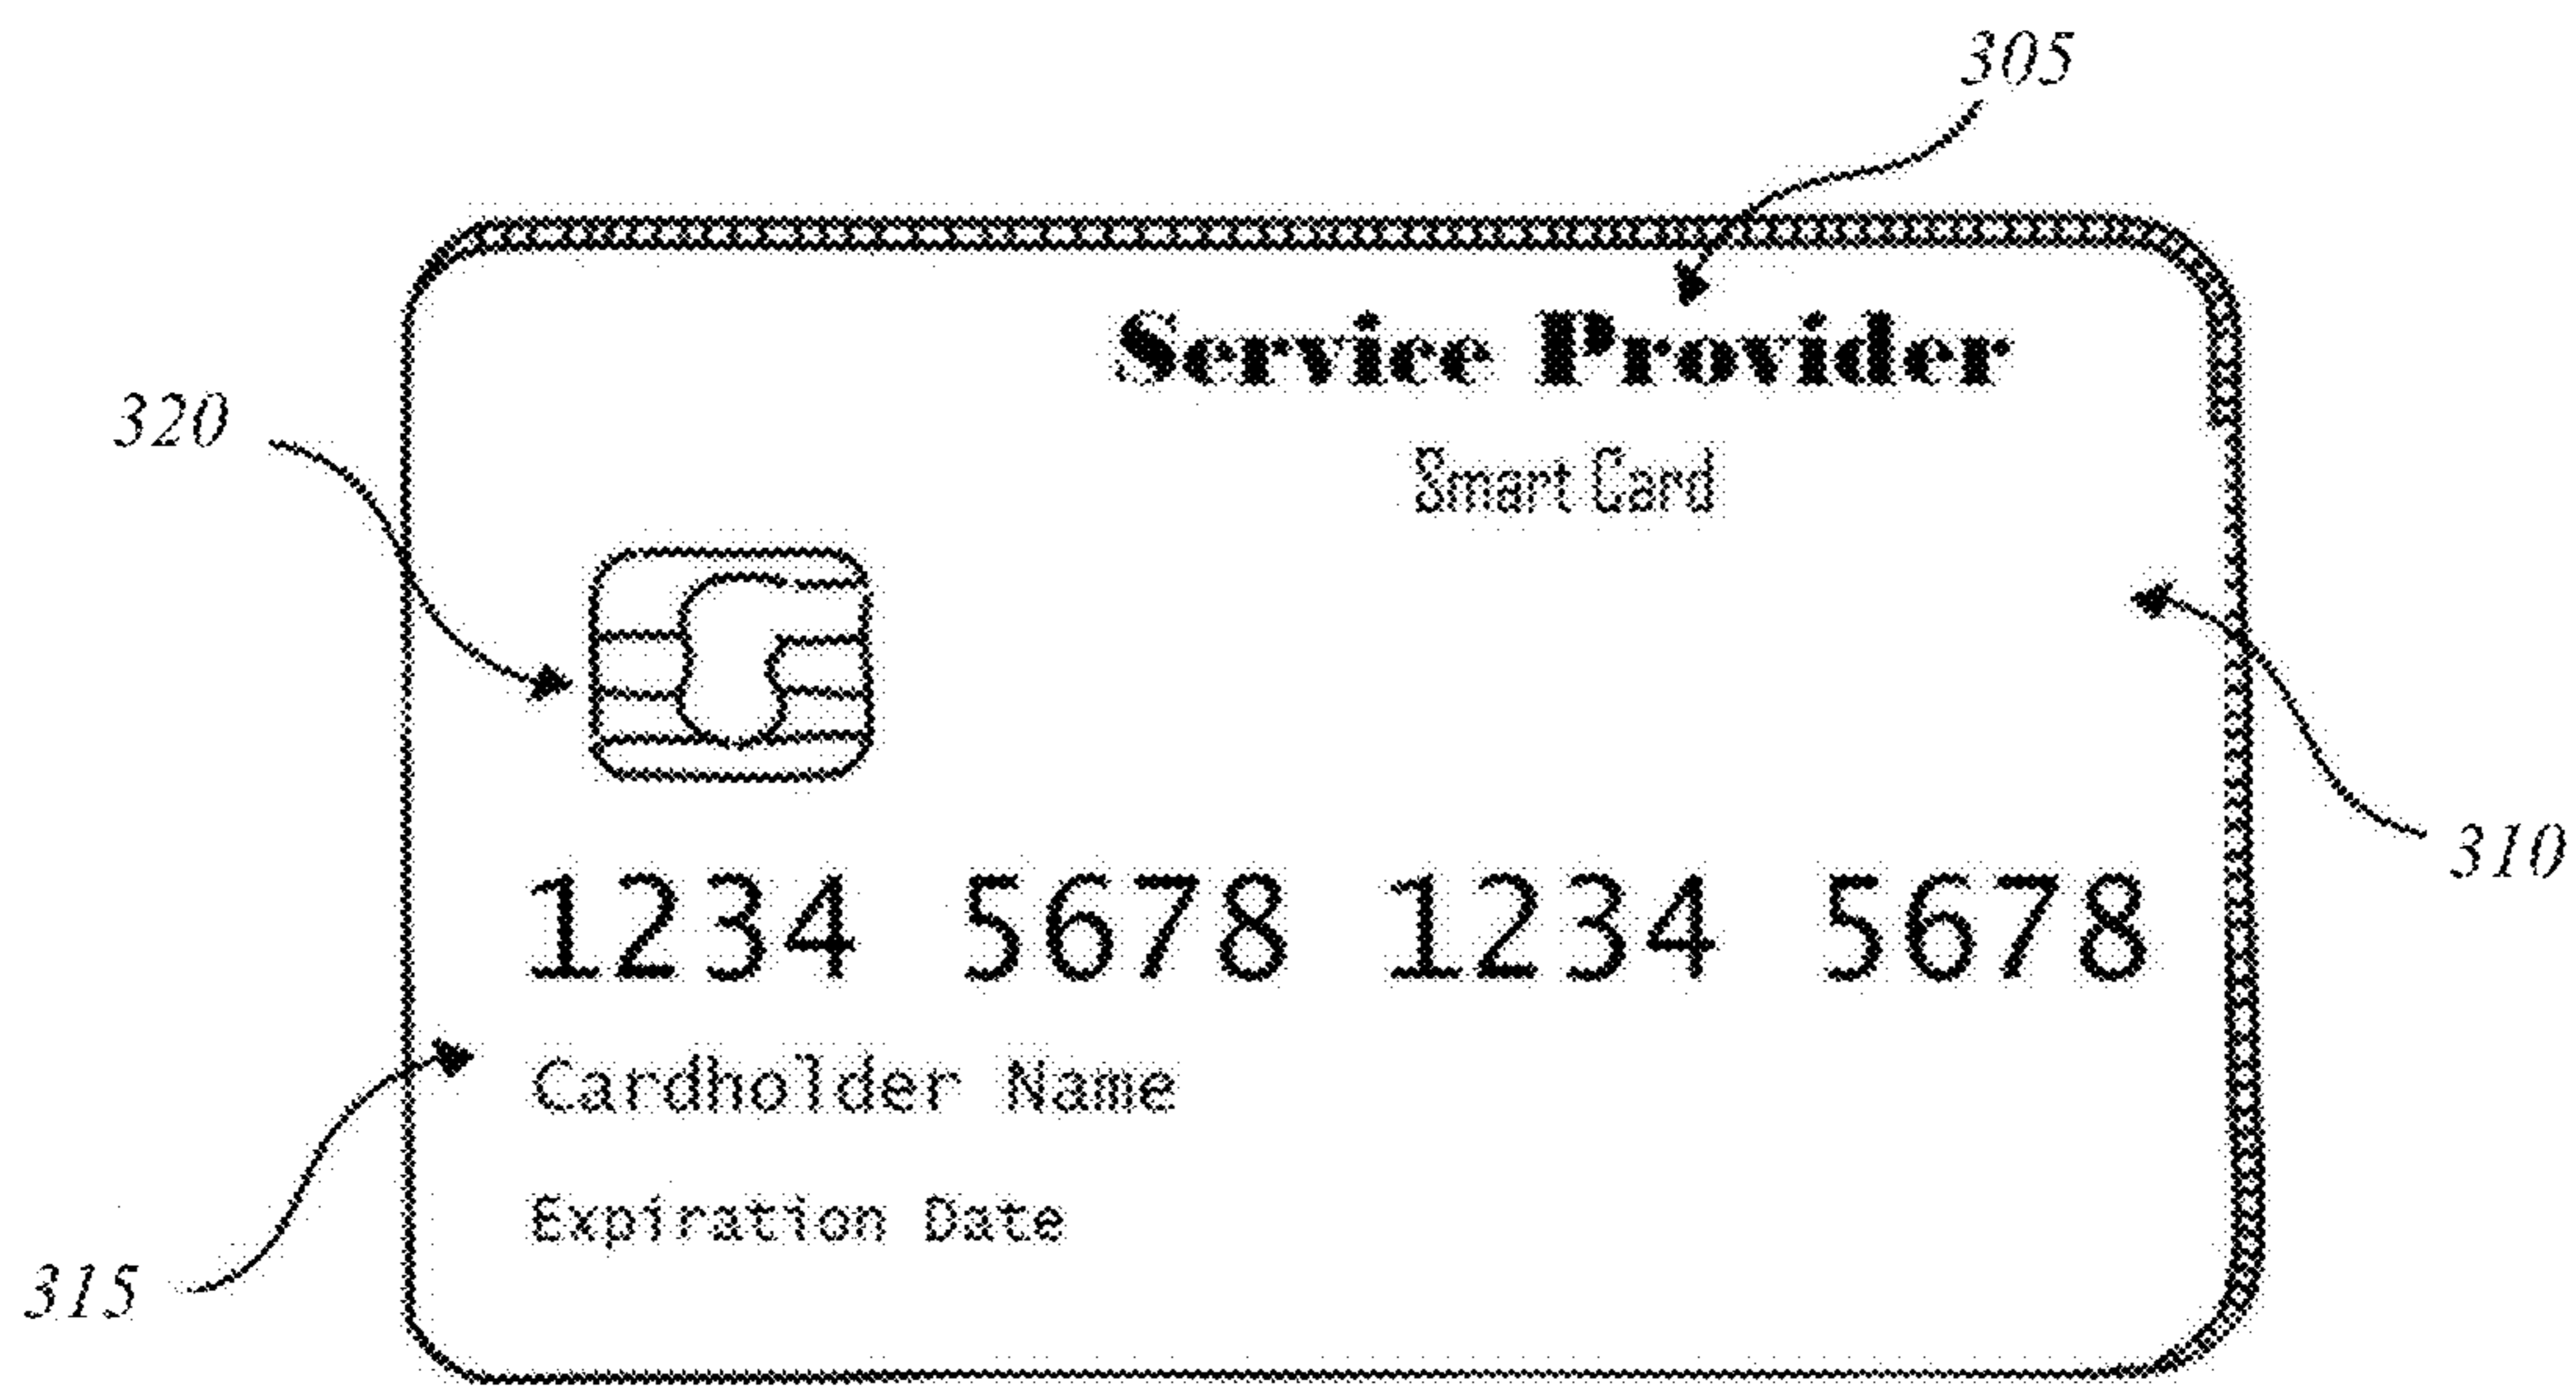 305
Service Provider
320
Smart Card
310
1234 5678 1234 5678
Cardholder Name
Expiration Date
315